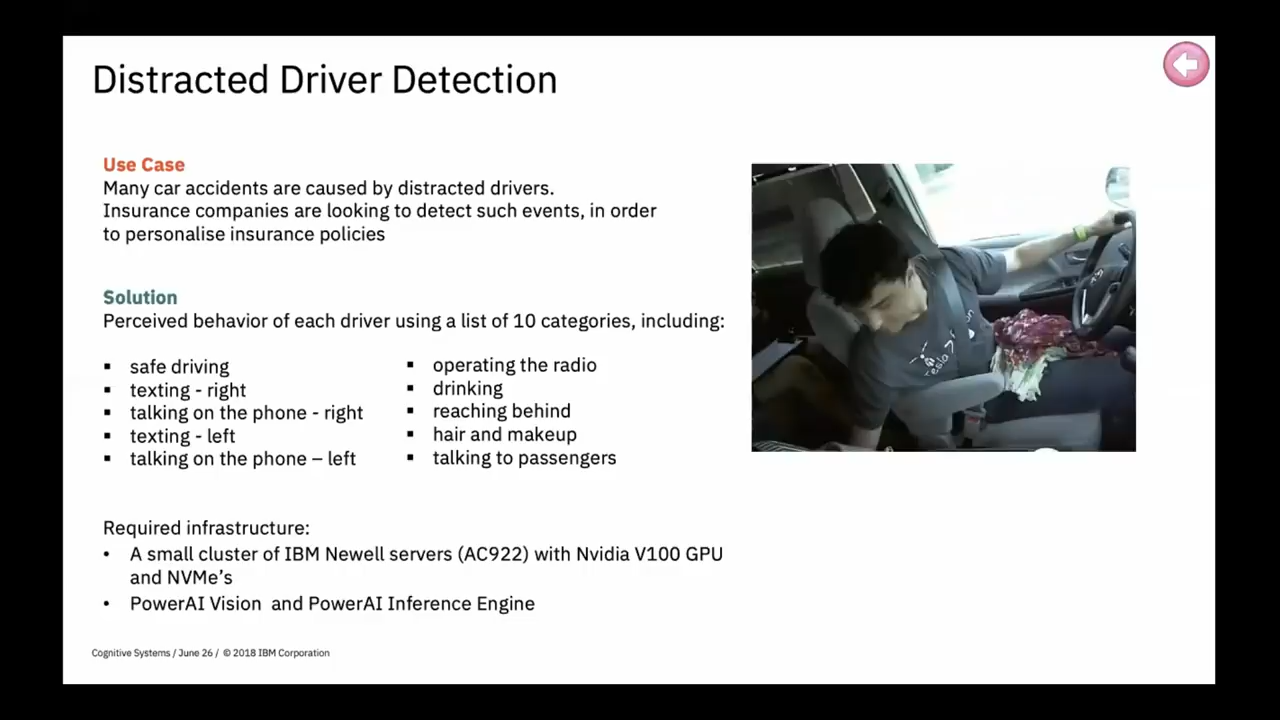 Distracted Driver Detection
Use Case
Many car accidents are caused by distracted drivers.
Insurance companies are looking to detect such events, in order
to personalise insurance policies
Solution
Perceived behavior of each driver using a list of 10 categories, including:
▪ safe driving
▪ texting - right
▪ talking on the phone - right
▪ texting - left
▪ talking on the phone – left
▪ operating the radio
▪ drinking
▪ reaching behind
▪ hair and makeup
▪ talking to passengers
Required infrastructure:
• A small cluster of IBM Newell servers (AC922) with Nvidia V100 GPU
and NVMe's
• PowerAI Vision and PowerAI Inference Engine
Cognitive Systems / June 26 / © 2018 IBM Corporation